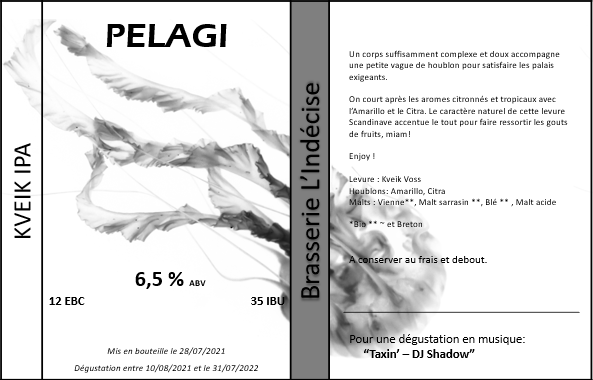 KVEIK IPA
PELAGI
6,5 % ABV
12 EBC
35 IBU
Mis en bouteille le 28/07/2021
Dégustation entre 10/08/2021 et le 31/07/2022
Brasserie L'Indécise
Un corps suffisamment complexe et doux accompagne
une petite vague de houblon pour satisfaire les palais
exigeants.
On court après les aromes citronnés et tropicaux avec
l'Amarillo et le Citra. Le caractère naturel de cette levure
Scandinave accentue le tout pour faire ressortir les gouts
de fruits, miam!
Enjoy !
Levure : Kveik Voss
Houblons: Amarillo, Citra
Malts : Vienne**, Malt sarrasin **, Blé ** , Malt acide
*Bio ** ~ et Breton
A conserver au frais et debout.
Pour une dégustation en musique:
“Taxin’ – DJ Shadow”